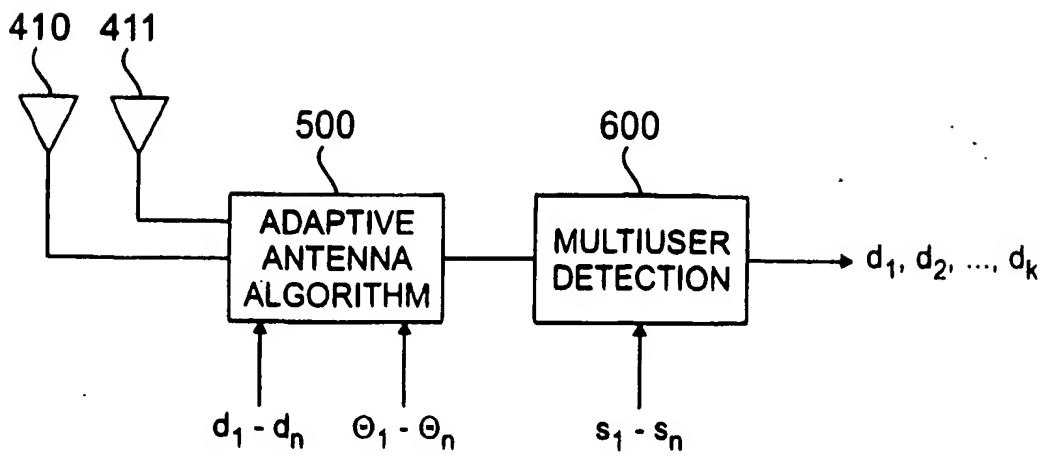 410 411
500
600
ADAPTIVE
ANTENNA
ALGORITHM
MULTIUSER
DETECTION
d₁, d₂, ..., dₖ
d₁ - dₙ
Θ₁ - Θₙ
s₁ - sₙ